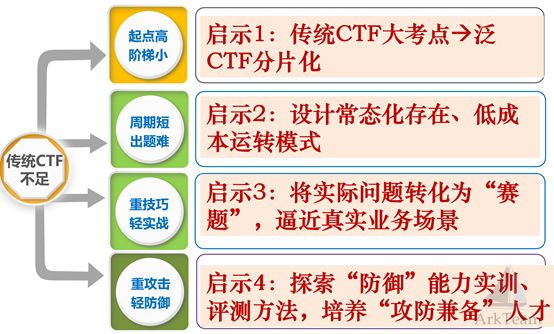 传统CTF
不足
起点高
阶梯小
启示1：传统CTF大考点→泛
CTF分片化
周期短
出题难
启示2：设计常态化存在、低成
本运转模式
重技巧
轻实战
启示3：将实际问题转化为“赛
题”，逼近真实业务场景
重攻击
轻防御
启示4：探索“防御”能力实训、
评测方法，培养“攻防兼备”人才
ArkTeam